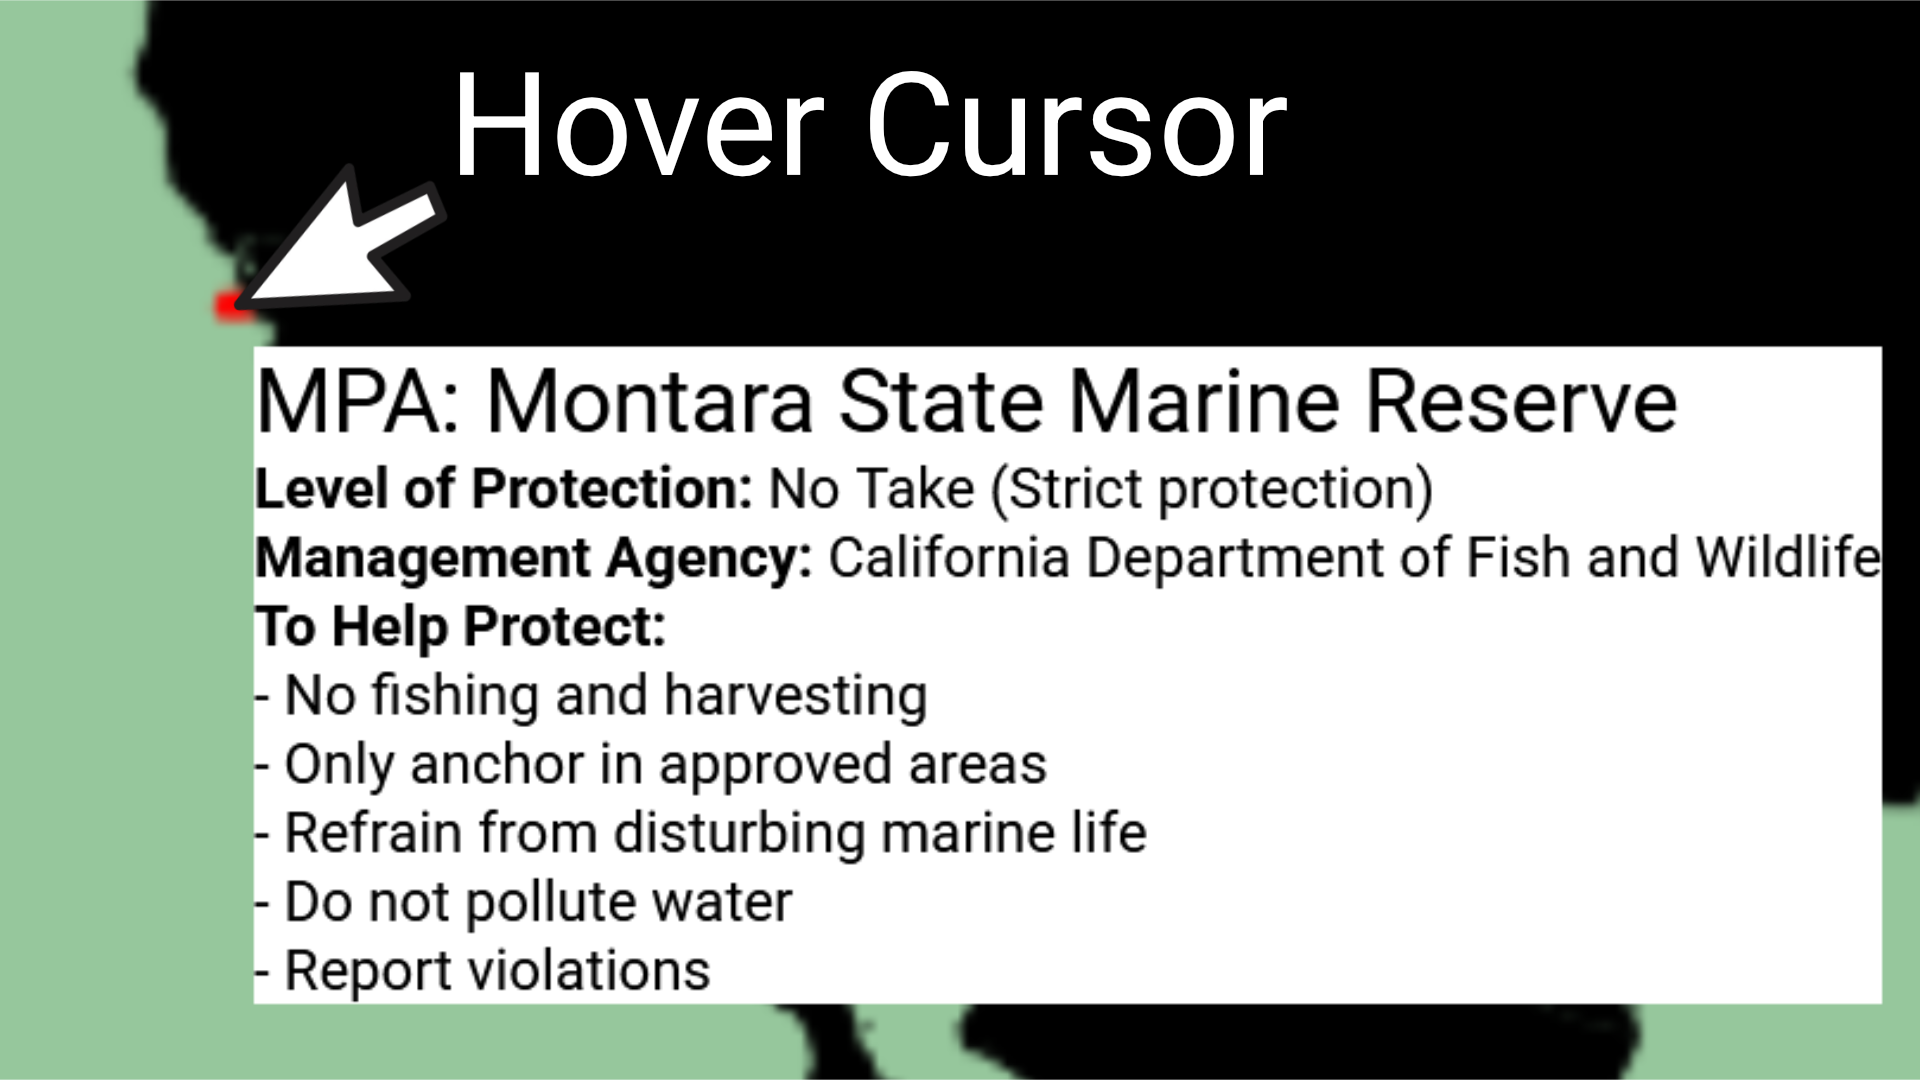 Hover Cursor
MPA: Montara State Marine Reserve
Level of Protection: No Take (Strict protection)
Management Agency: California Department of Fish and Wildlife
To Help Protect:
- No fishing and harvesting
- Only anchor in approved areas
- Refrain from disturbing marine life
- Do not pollute water
- Report violations